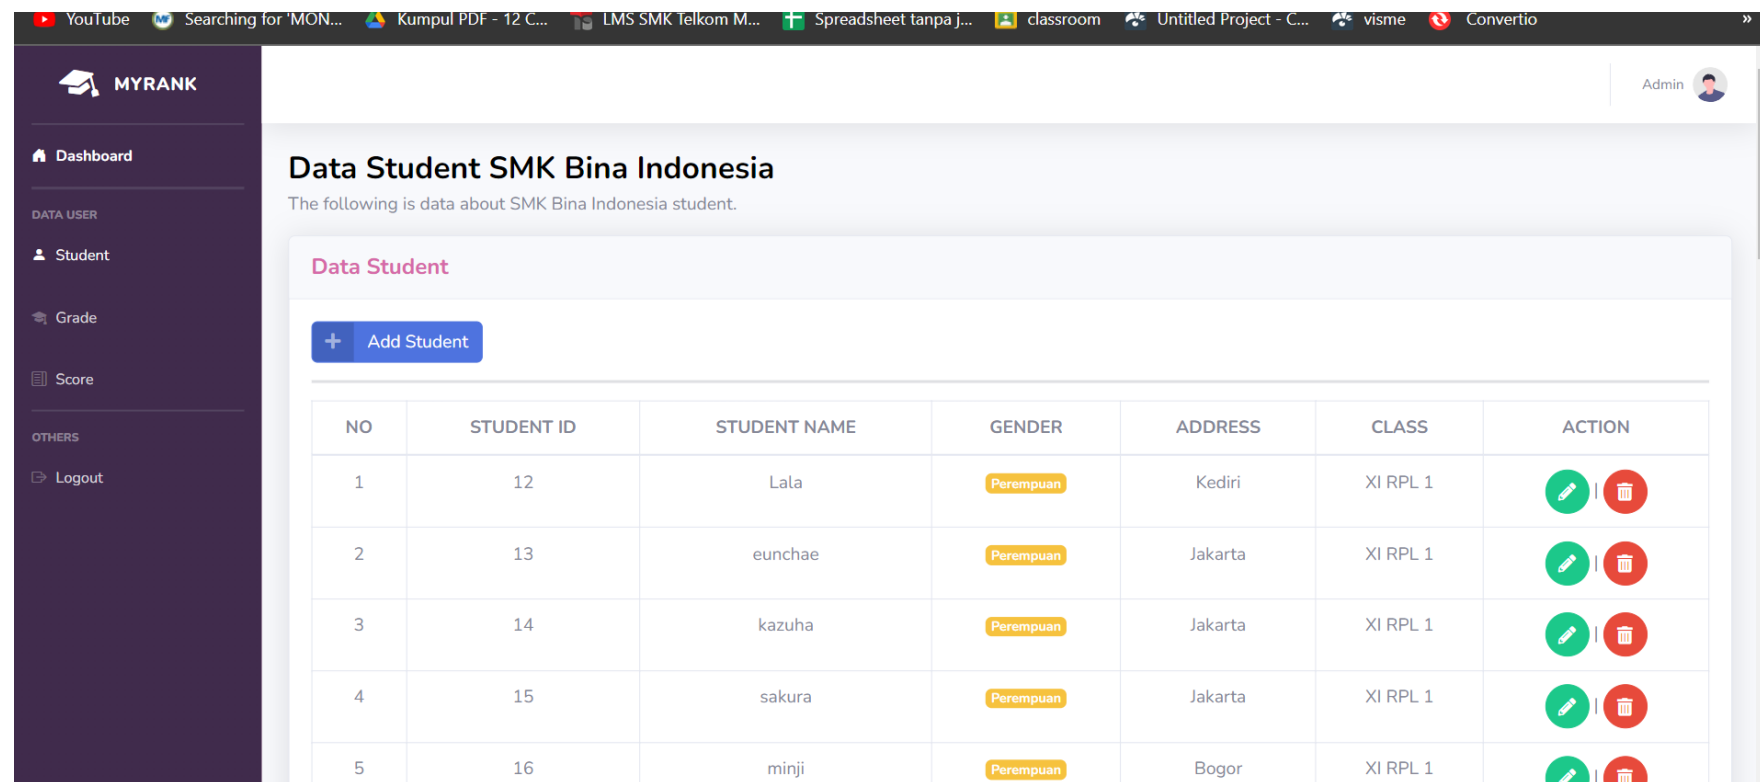 YouTube Searching for 'MON... Kumpul PDF - 12 C... LMS SMK Telkom M... Spreadsheet tanpa j... classroom Untitled Project - C... visme Convertio »
MYRANK
Admin
Dashboard
DATA USER
Student
Grade
Score
OTHERS
Logout
Data Student SMK Bina Indonesia
The following is data about SMK Bina Indonesia student.
Data Student
+ Add Student
NO STUDENT ID STUDENT NAME GENDER ADDRESS CLASS ACTION
1 12 Lala Perempuan Kediri XI RPL 1 |
2 13 eunchae Perempuan Jakarta XI RPL 1 |
3 14 kazuha Perempuan Jakarta XI RPL 1 |
4 15 sakura Perempuan Jakarta XI RPL 1 |
5 16 minji Perempuan Bogor XI RPL 1 |